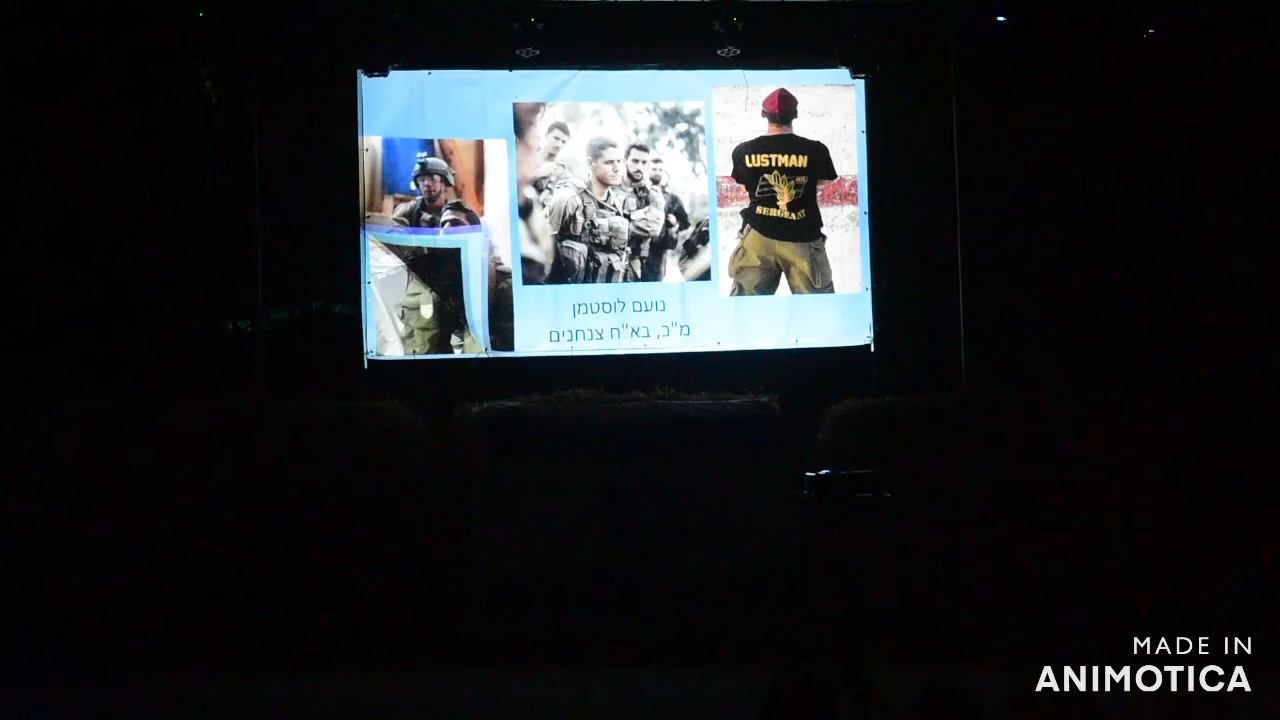 LUSTMAN
SERGEANT
נועם לוסטמן
מ"כ, בא"ח צנחנים
MADE IN
ANIMOTICA